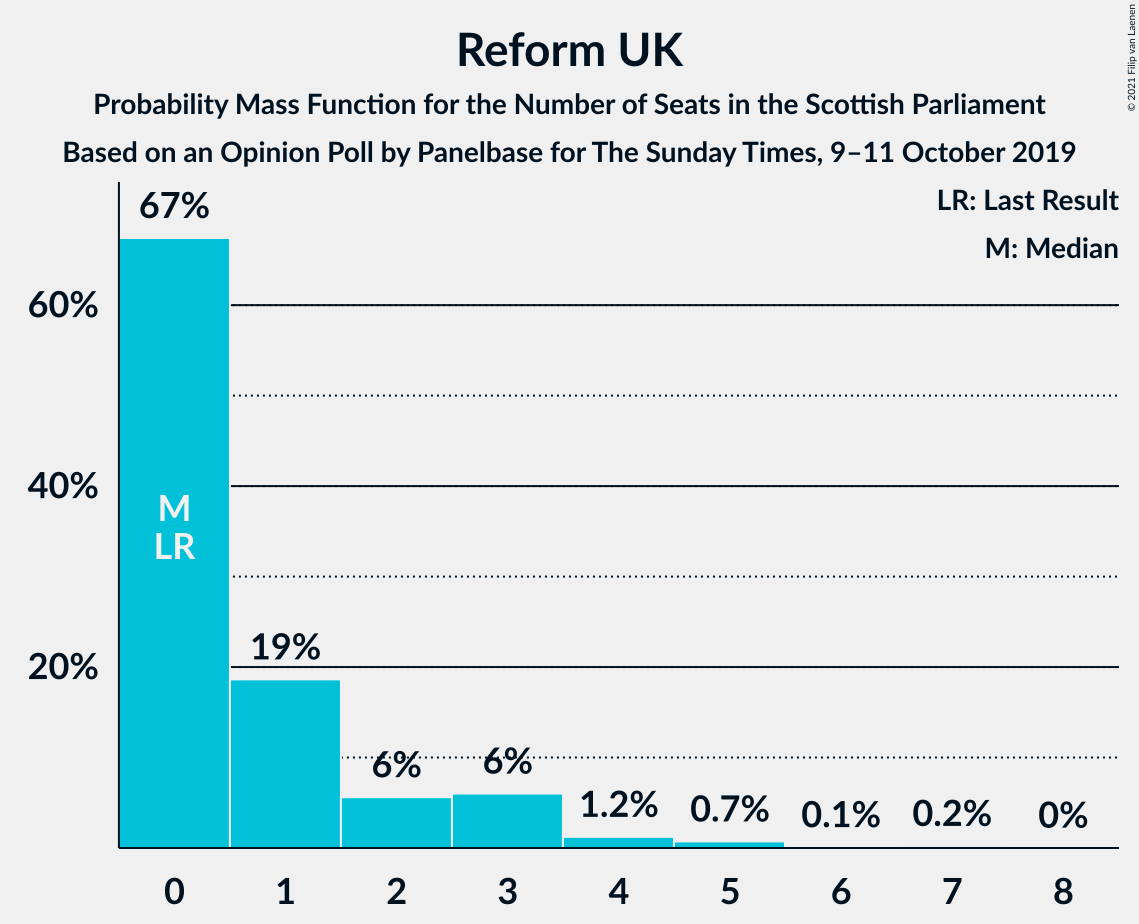 Reform UK
Probability Mass Function for the Number of Seats in the Scottish Parliament
Based on an Opinion Poll by Panelbase for The Sunday Times, 9–11 October 2019
© 2021 Filip van Laenen
LR: Last Result
M: Median
67%
60%
40%
M
LR
19%
20%
6%
6%
1.2%
0.7%
0.1%
0.2%
0%
0 1 2 3 4 5 6 7 8